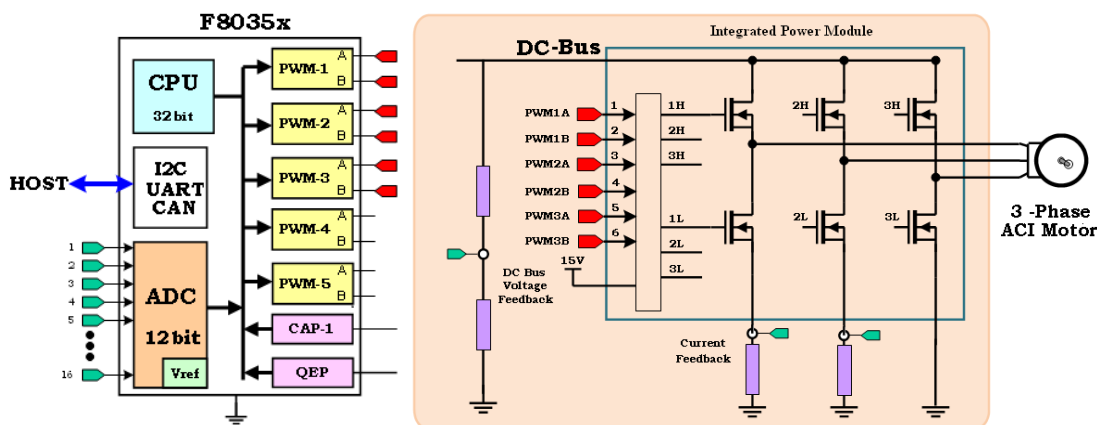 F8035x
CPU
32 bit
I2C
UART
CAN
HOST
ADC
12 bit
Vref
1
2
3
4
5
16
PWM-1
A
B
PWM-2
A
B
PWM-3
A
B
PWM-4
A
B
PWM-5
A
B
CAP-1
QEP
Integrated Power Module
DC-Bus
PWM1A
PWM1B
PWM2A
PWM2B
PWM3A
PWM3B
1
2
3
4
5
6
15V
1H
2H
3H
1L
2L
3L
2H
3H
2L
3L
DC Bus
Voltage
Feedback
Current
Feedback
3 -Phase
ACI Motor